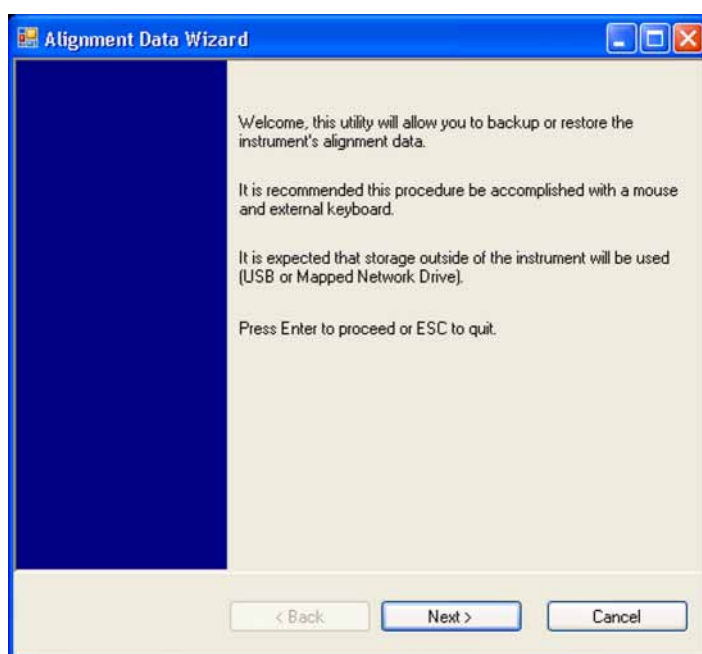 Alignment Data Wizard
Welcome, this utility will allow you to backup or restore the
instrument's alignment data.
It is recommended this procedure be accomplished with a mouse
and external keyboard.
It is expected that storage outside of the instrument will be used
(USB or Mapped Network Drive).
Press Enter to proceed or ESC to quit.
< Back
Next >
Cancel